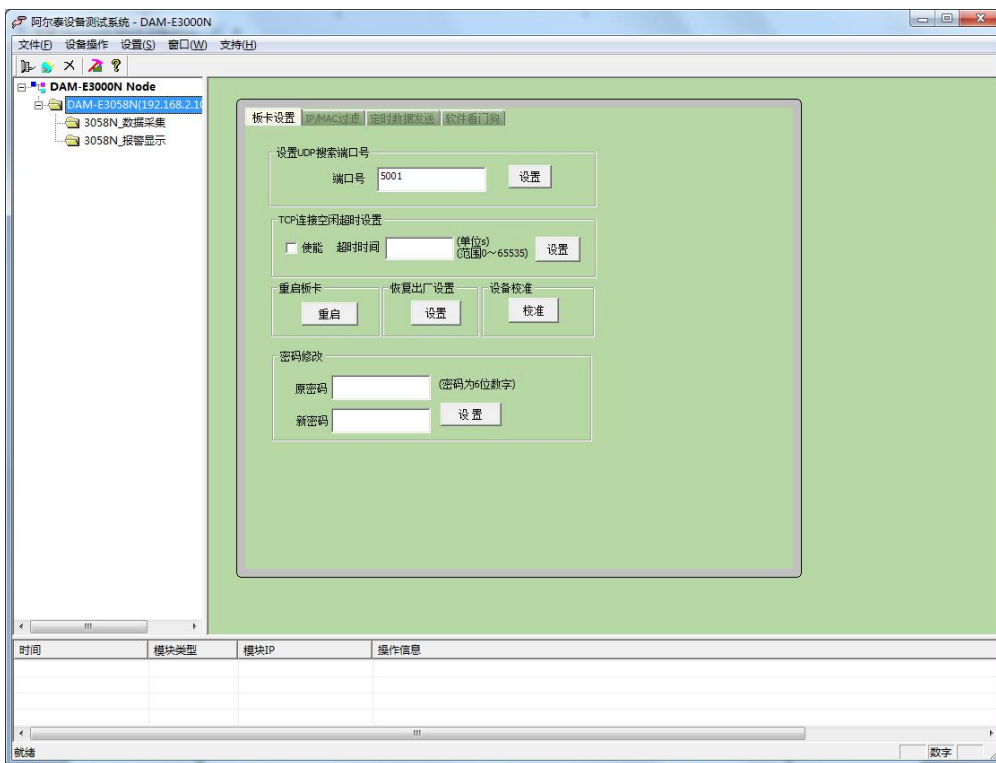 阿尔泰设备测试系统 - DAM-E3000N
文件(F) 设备操作 设置(S) 窗口(W) 支持(H)
DAM-E3000N Node
DAM-E3058N(192.168.2.10
3058N_数据采集
3058N_报警显示
板卡设置 IP/MAC过滤 定时数据发送 软件看门狗
设置UDP搜索端口号
端口号 5001 设置
TCP连接空闲超时设置
使能 超时时间 (单位s) 设置
(范围0～65535)
重启板卡 恢复出厂设置 设备校准
重启 设置 校准
密码修改
原密码 (密码为6位数字)
新密码 设置
时间 模块类型 模块IP 操作信息
就绪 数字